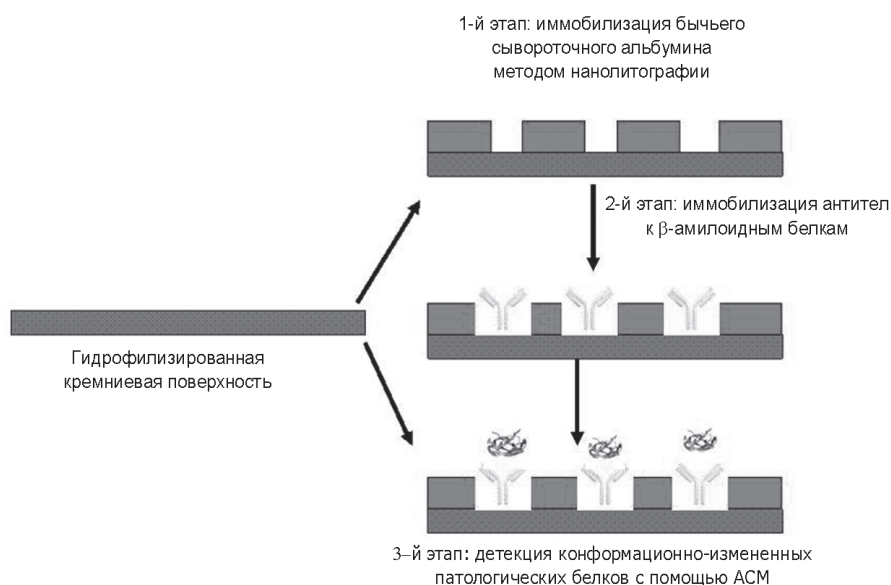 1-й этап: иммобилизация бычьего
сывороточного альбумина
методом нанолитографии
2-й этап: иммобилизация антител
к β-амилоидным белкам
Гидрофилизированная
кремниевая поверхность
3–й этап: детекция конформационно-измененных
патологических белков с помощью АСМ